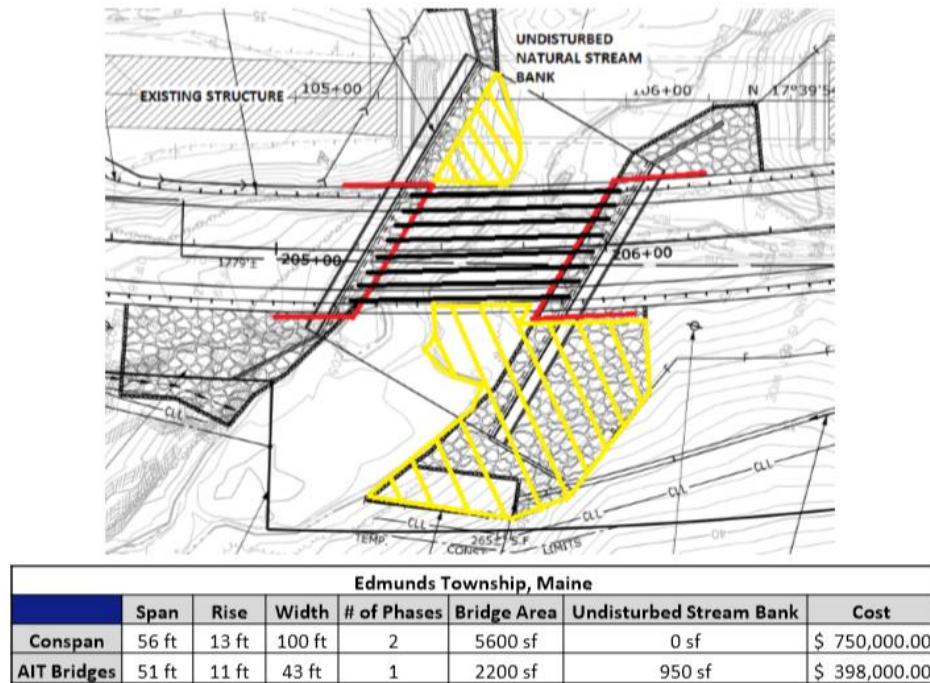 UNDISTURBED
NATURAL STREAM
BANK
EXISTING STRUCTURE
105+00
106+00
N 17°39'54
1779'±
205+00
206+00
CLL
CLL
CLL
CLL
CLL
TEMP. CONST. LIMITS
Edmunds Township, Maine
Span Rise Width # of Phases Bridge Area Undisturbed Stream Bank Cost
Conspan 56 ft 13 ft 100 ft 2 5600 sf 0 sf $ 750,000.00
AIT Bridges 51 ft 11 ft 43 ft 1 2200 sf 950 sf $ 398,000.00